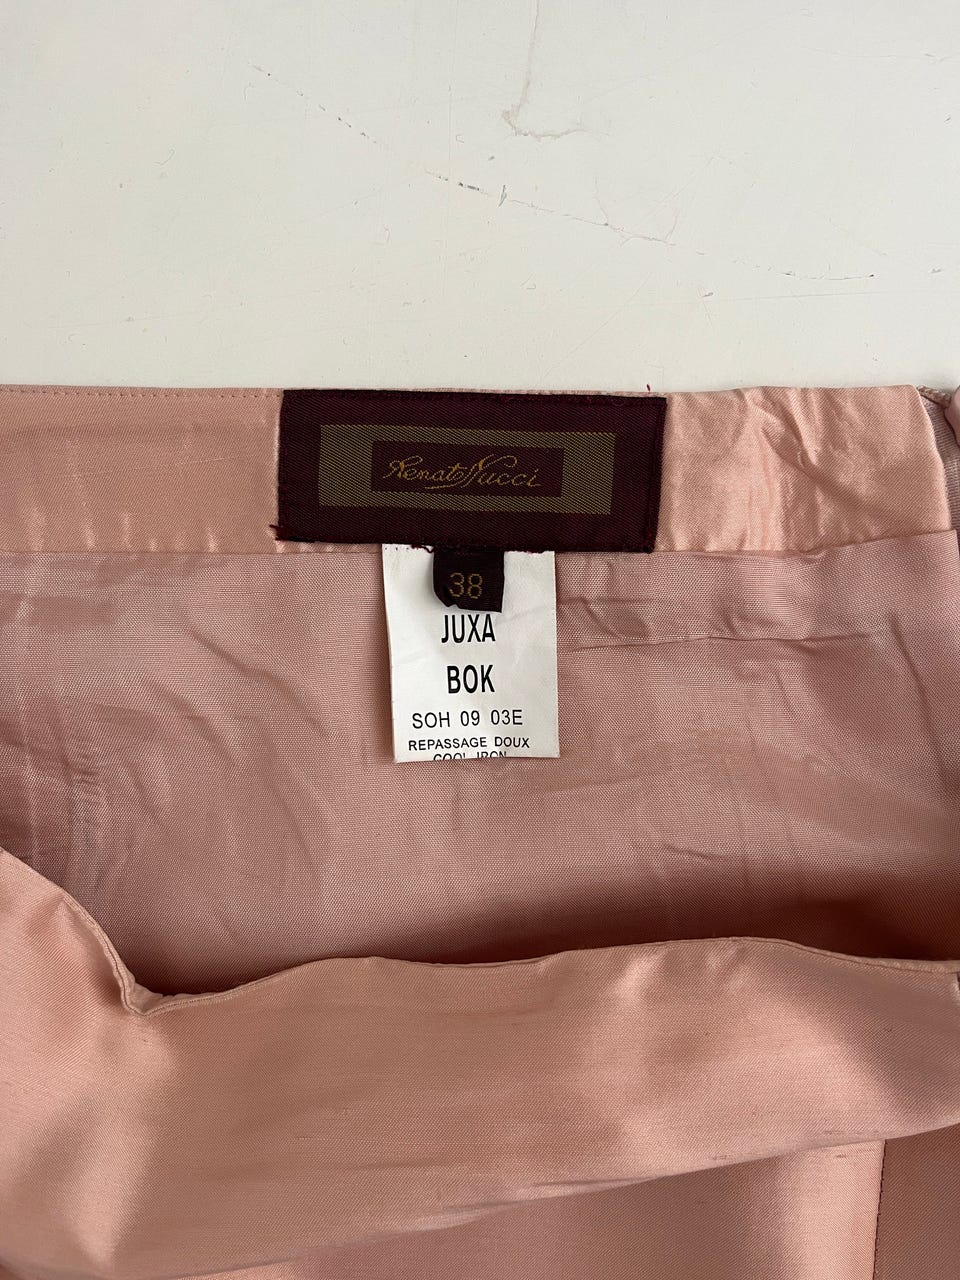 Renato Nucci
38
JUXA
BOK
SOH 09 03E
REPASSAGE DOUX
COOL IRON